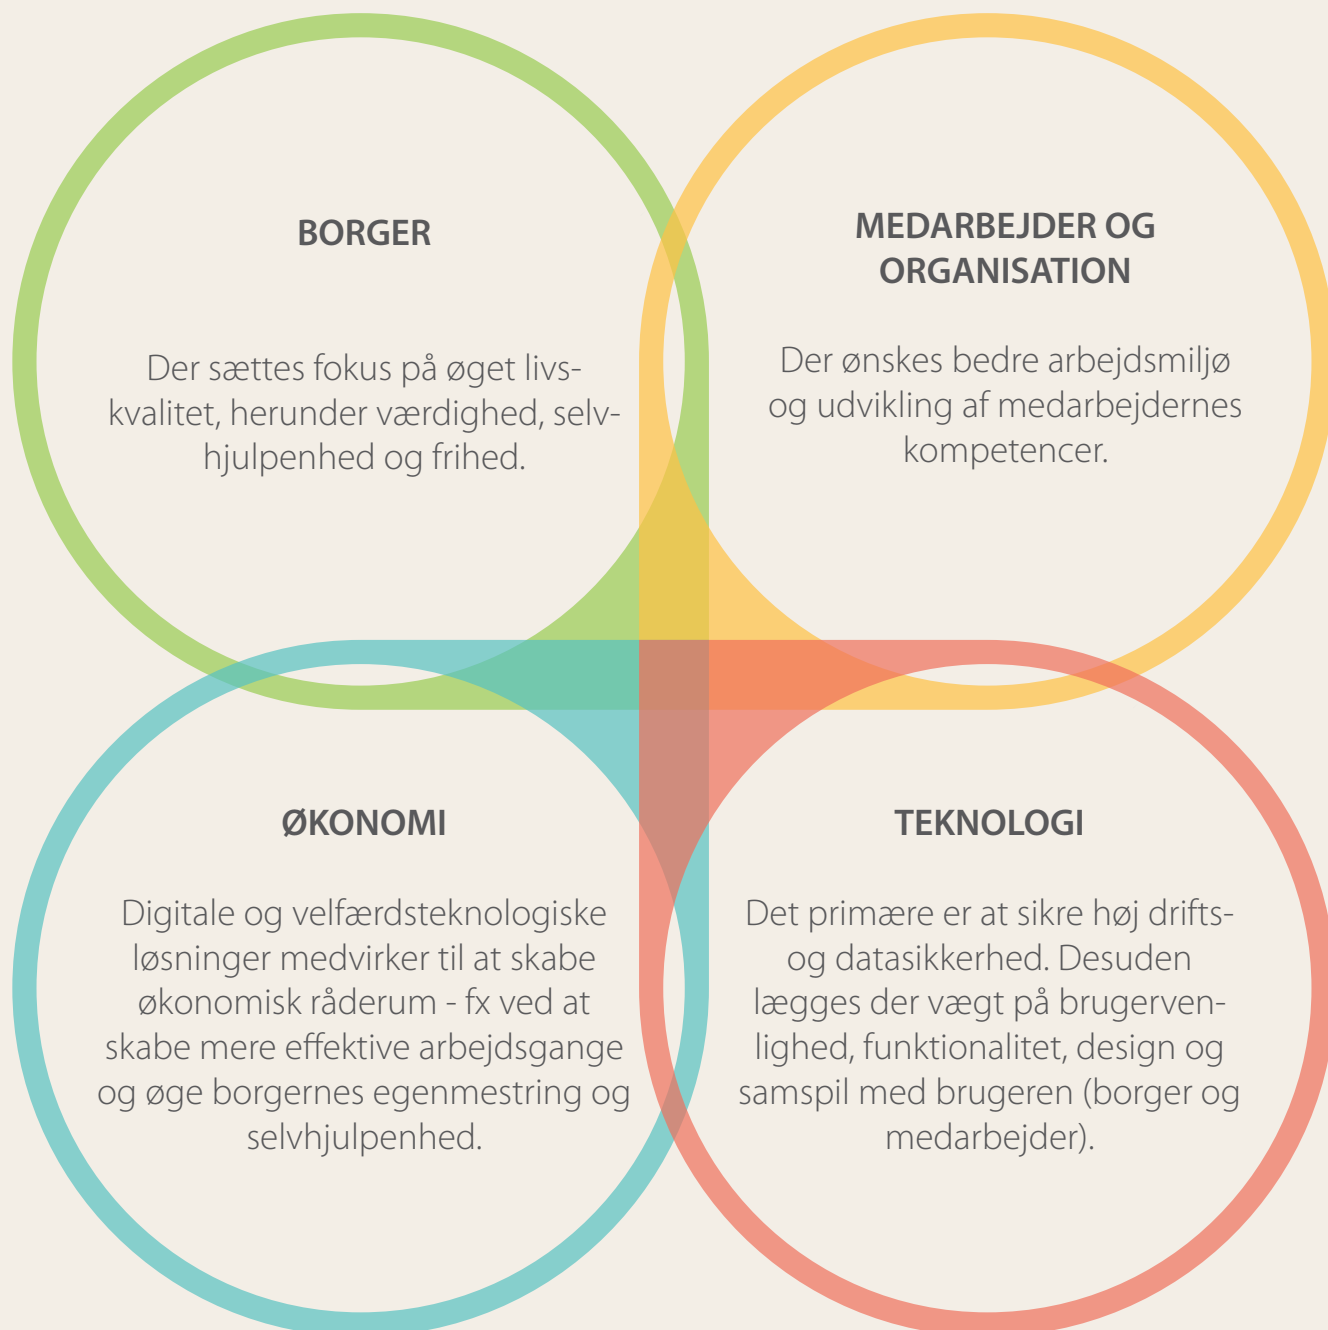 BORGER
Der sættes fokus på øget livs-
kvalitet, herunder værdighed, selv-
hjulpenhed og frihed.
MEDARBEJDER OG
ORGANISATION
Der ønskes bedre arbejdsmiljø
og udvikling af medarbejdernes
kompetencer.
ØKONOMI
Digitale og velfærdsteknologiske
løsninger medvirker til at skabe
økonomisk råderum - fx ved at
skabe mere effektive arbejdsgange
og øge borgernes egenmestring og
selvhjulpenhed.
TEKNOLOGI
Det primære er at sikre høj drifts-
og datasikkerhed. Desuden
lægges der vægt på brugerven-
lighed, funktionalitet, design og
samspil med brugeren (borger og
medarbejder).